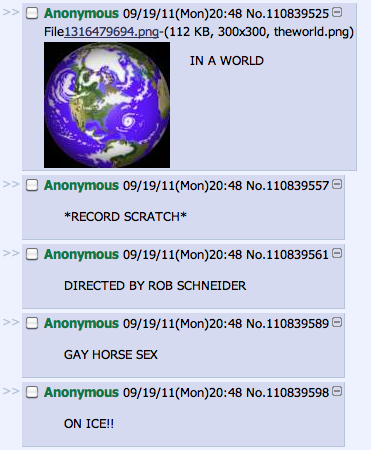 >> Anonymous 09/19/11(Mon)20:48 No.110839525
File1316479694.png-(112 KB, 300x300, theworld.png)
IN A WORLD
>> Anonymous 09/19/11(Mon)20:48 No.110839557
*RECORD SCRATCH*
>> Anonymous 09/19/11(Mon)20:48 No.110839561
DIRECTED BY ROB SCHNEIDER
>> Anonymous 09/19/11(Mon)20:48 No.110839589
GAY HORSE SEX
>> Anonymous 09/19/11(Mon)20:48 No.110839598
ON ICE!!